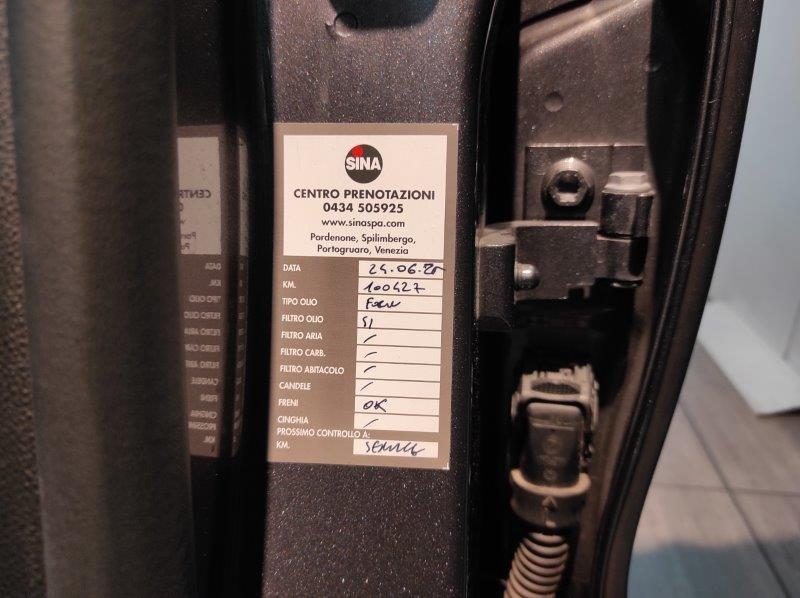 SINA
CENTRO PRENOTAZIONI
0434 505925
www.sinaspa.com
Pordenone, Spilimbergo,
Portogruaro, Venezia
DATA
KM. 100427
TIPO OLIO
FILTRO OLIO SI
FILTRO ARIA /
FILTRO CARB. /
FILTRO ABITACOLO /
CANDELE /
FRENI OK
CINGHIA /
PROSSIMO CONTROLLO A:
KM.